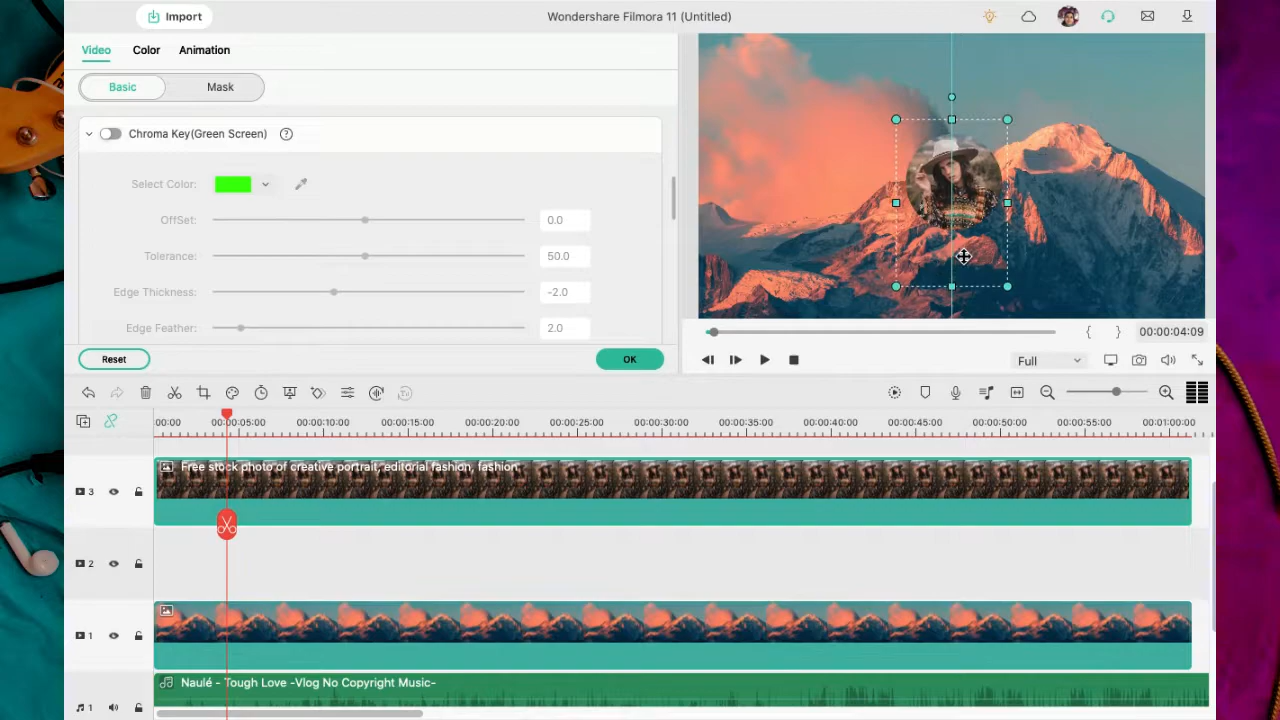 Import
Wondershare Filmora 11 (Untitled)
Video
Color
Animation
Basic
Mask
Chroma Key(Green Screen)
?
Select Color:
OffSet:
0.0
Tolerance:
50.0
Edge Thickness:
-2.0
Edge Feather:
2.0
Reset
OK
{ }
00:00:04:09
Full
00:00
00:00:05:00
00:00:10:00
00:00:15:00
00:00:20:00
00:00:25:00
00:00:30:00
00:00:35:00
00:00:40:00
00:00:45:00
00:00:50:00
00:00:55:00
00:01:00:00
3
Free stock photo of creative portrait, editorial fashion, fashion
2
1
Naulé - Tough Love -Vlog No Copyright Music-
1